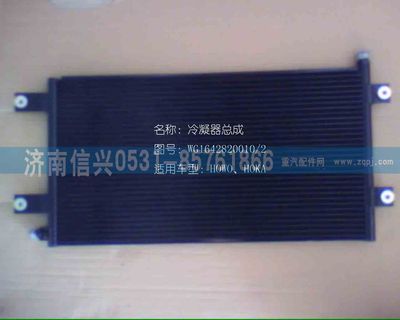 名称: 冷凝器总成
图号: WG1642820010/2
济南信兴0531-85761866
重汽配件网
www.zqpj.com
适用车型: HOWO、HOKA